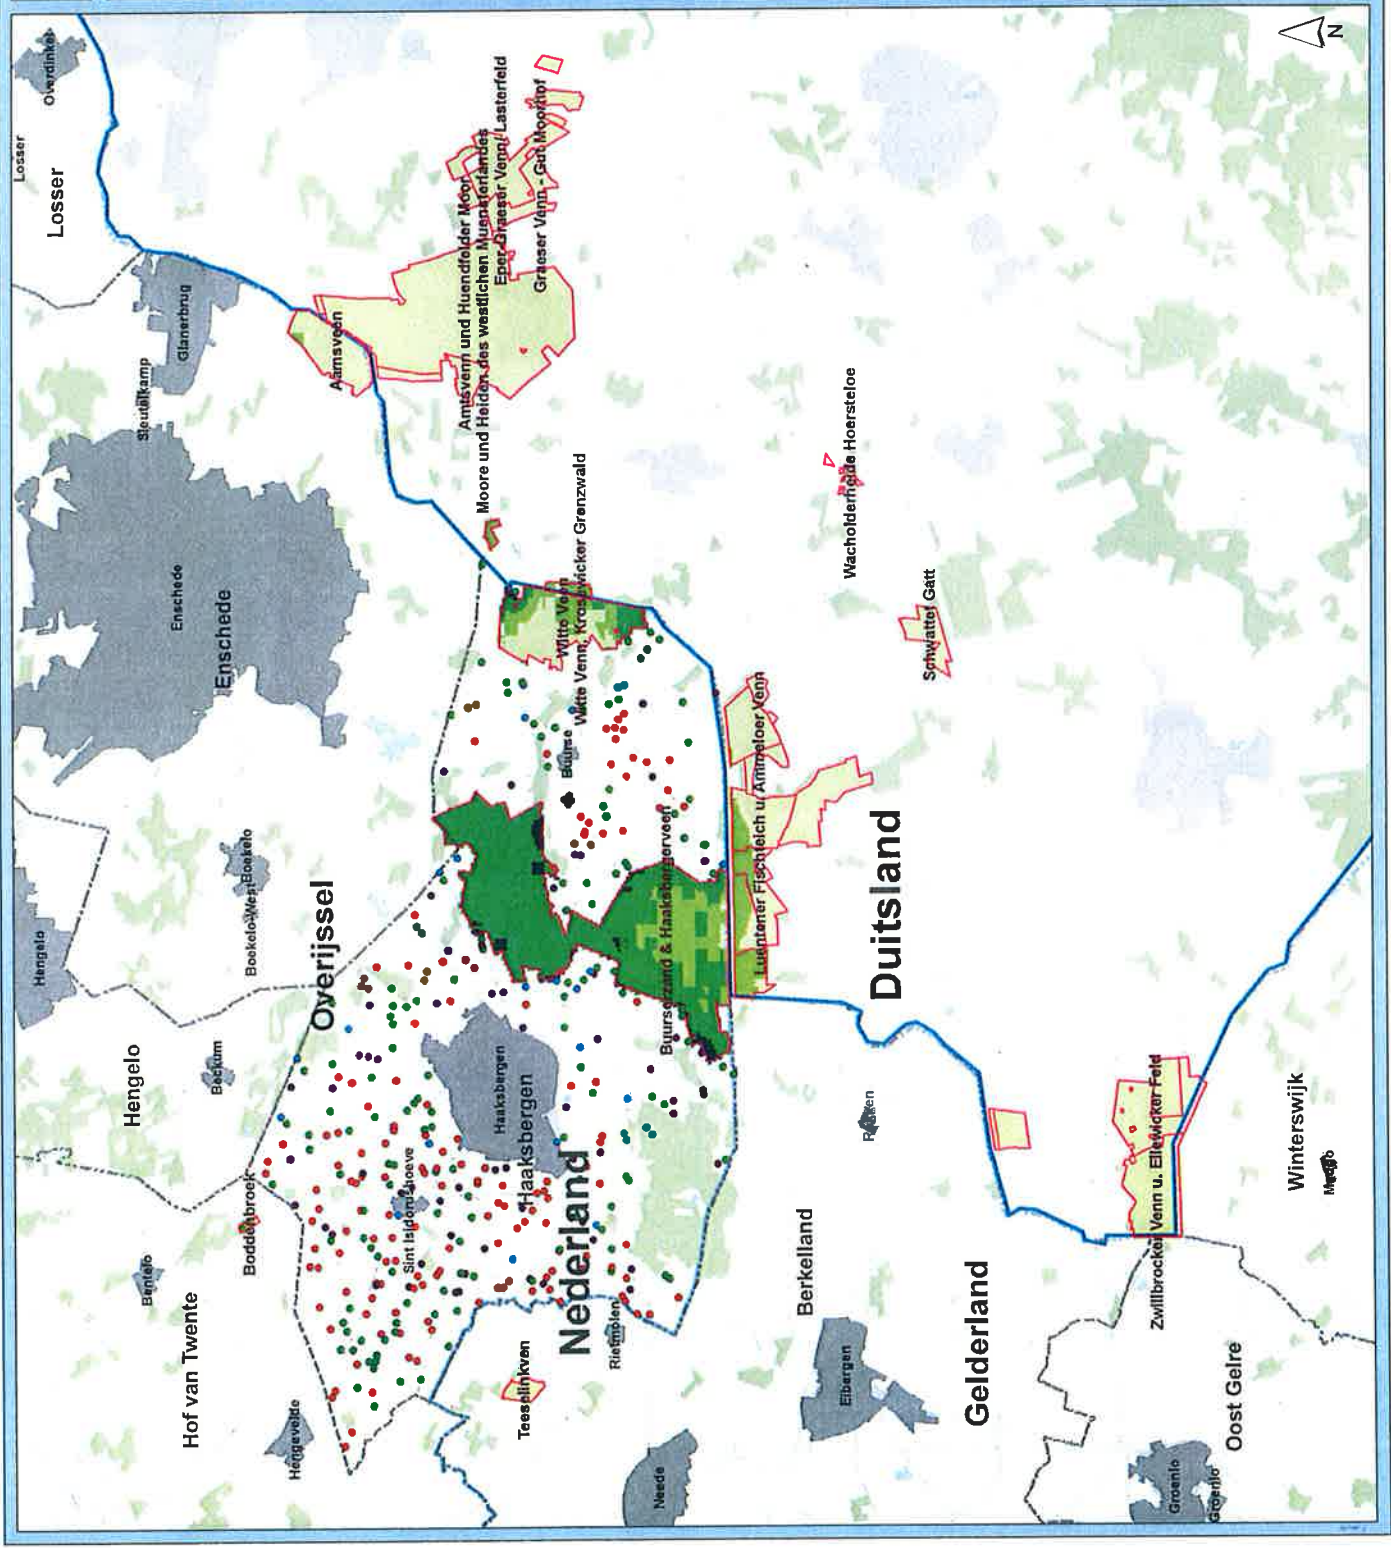 Overdinkel
Losser
Losser
Glanerbrug
Sleutelkamp
Enschede
Enschede
Aamsveen
Amtsvenn und Huendfelder Moor
Moore und Heiden des westlichen Muensterlandes
Eper-Graeser Venn/ Lasterfeld
Graeser Venn - Gut Moorhof
Witte Veen
Witte Venn, Krosewicker Grenzwald
Wacholderheide Hoersteloe
Schwattet Gatt
Buurse
Hengelo
Boekelo
Boekelo-West
Overijssel
Buurserzand & Haaksbergerveen
Luentener Fischteich u. Ammeloer Venn
Duitsland
Hengelo
Beckum
Haaksbergen
Haaksbergen
Sint Isidorushoeve
Nederland
Boddenbroek
Bentelo
Hof van Twente
Hengevelde
Teeselinkven
Rietmolen
Neede
Berkelland
Eibergen
Gelderland
Zwillbrocker Venn u. Ellewicker Feld
Winterswijk
Oost Gelre
Groenlo
Groenlo
N